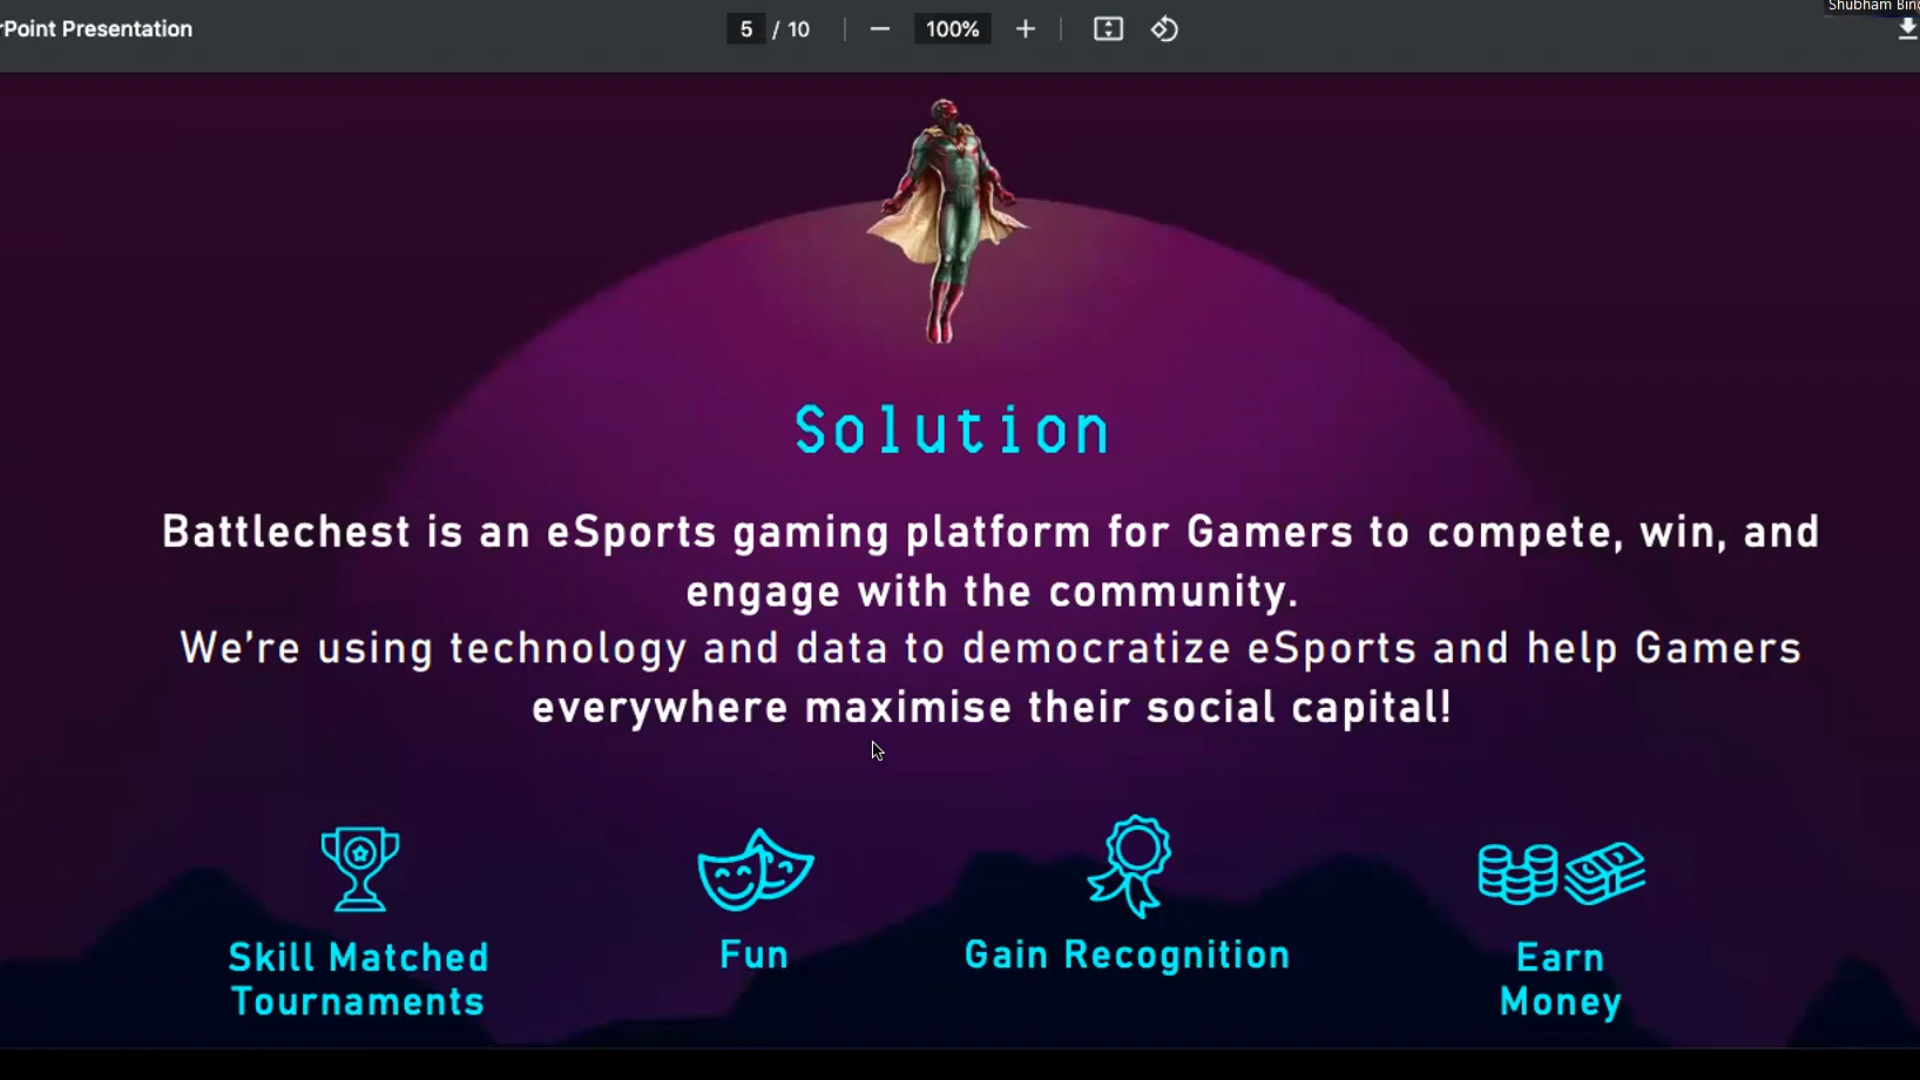 Shubham
rPoint Presentation
5 / 10
100%
Solution
Battlechest is an eSports gaming platform for Gamers to compete, win, and
engage with the community.
We’re using technology and data to democratize eSports and help Gamers
everywhere maximise their social capital!
Skill Matched
Tournaments
Fun
Gain Recognition
Earn
Money